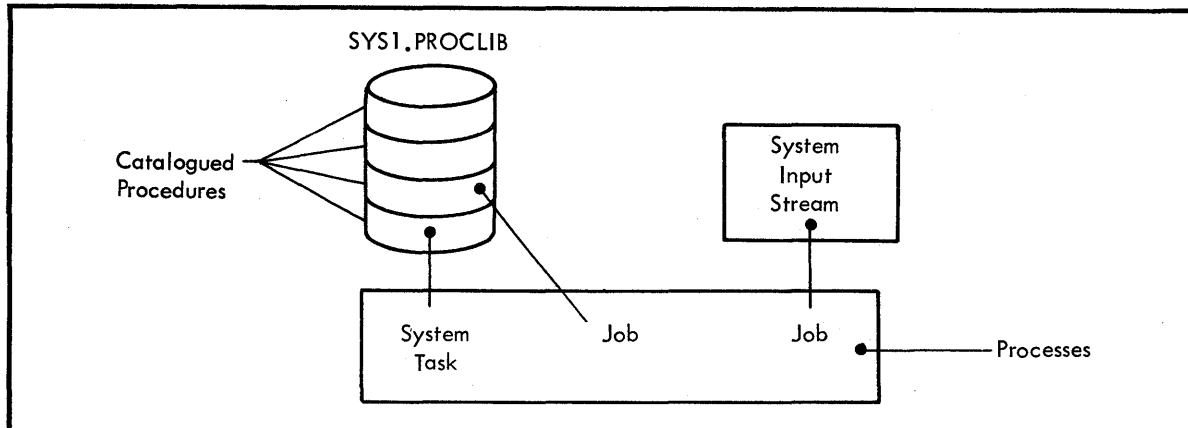 SYS1.PROCLIB
Catalogued
Procedures
System
Input
Stream
System
Task
Job
Job
Processes